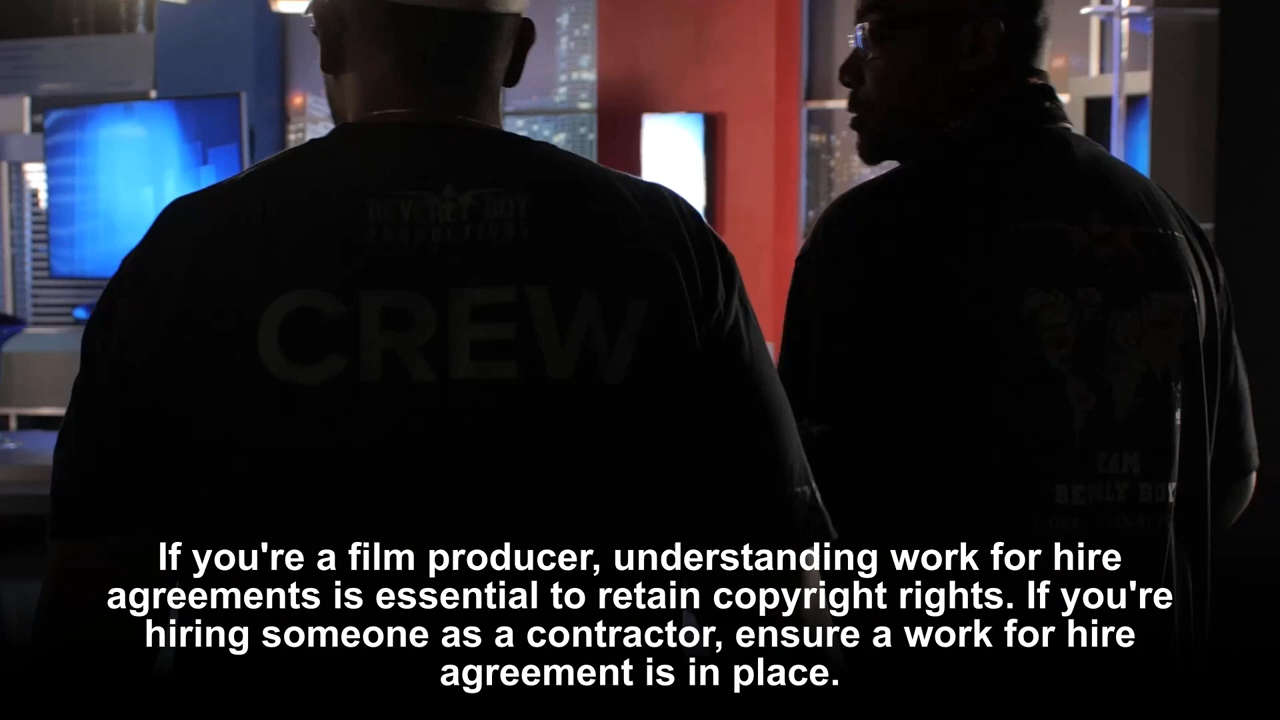 CREW
If you're a film producer, understanding work for hire
agreements is essential to retain copyright rights. If you're
hiring someone as a contractor, ensure a work for hire
agreement is in place.